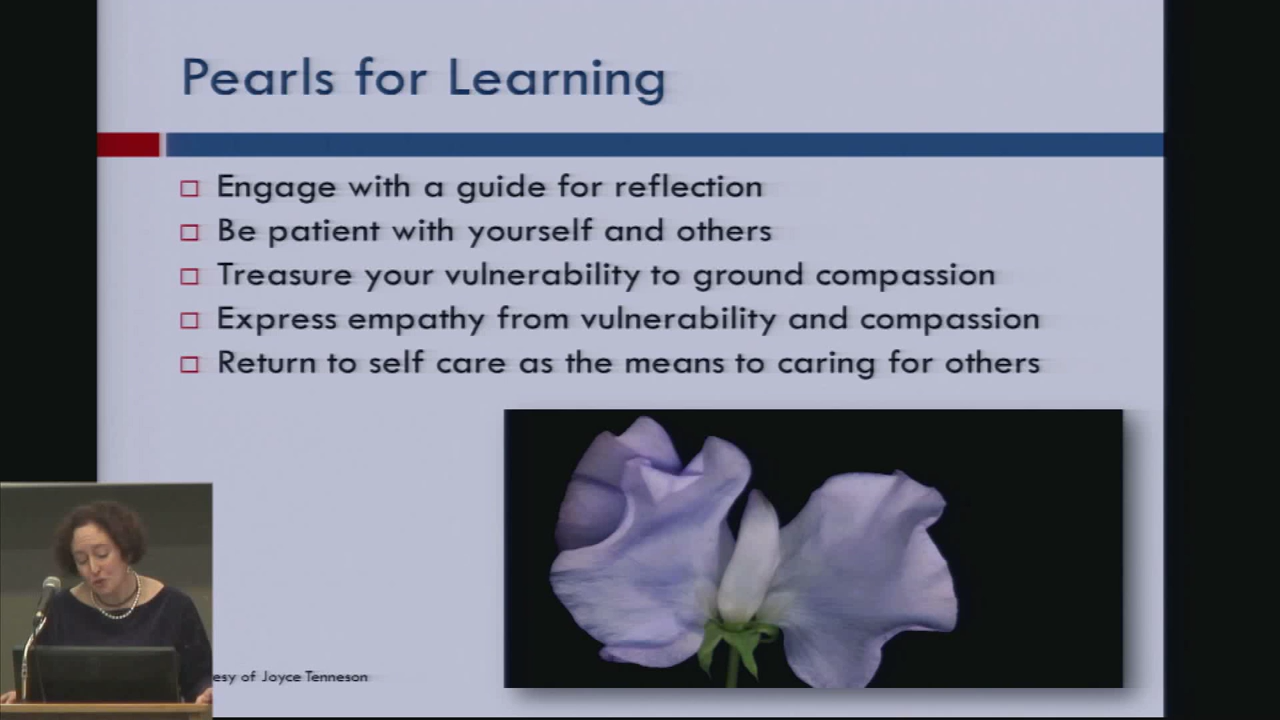 Pearls for Learning
Engage with a guide for reflection
Be patient with yourself and others
Treasure your vulnerability to ground compassion
Express empathy from vulnerability and compassion
Return to self care as the means to caring for others
of Joyce Tenneson